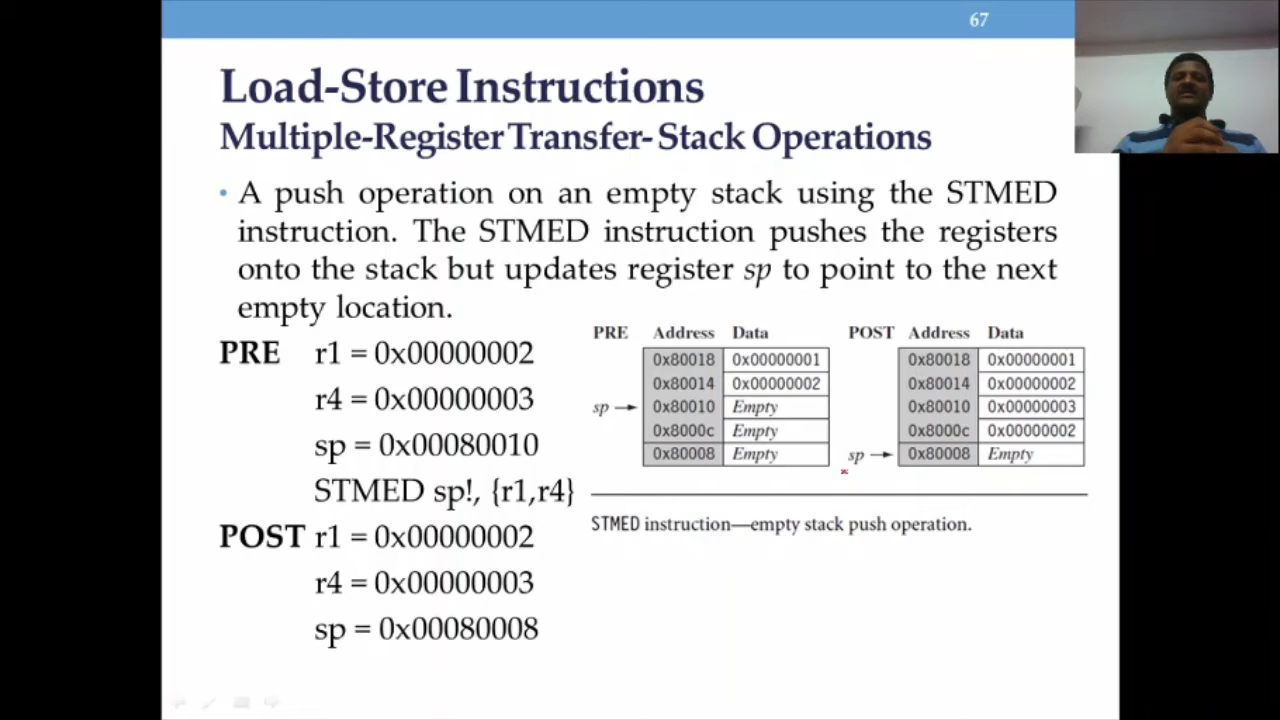 67
Load-Store Instructions
Multiple-Register Transfer- Stack Operations
• A push operation on an empty stack using the STMED
instruction. The STMED instruction pushes the registers
onto the stack but updates register sp to point to the next
empty location.
PRE r1 = 0x00000002
r4 = 0x00000003
sp = 0x00080010
STMED sp!, {r1,r4}
POST r1 = 0x00000002
r4 = 0x00000003
sp = 0x00080008
PRE Address Data
0x80018 0x00000001
0x80014 0x00000002
sp → 0x80010 Empty
0x8000c Empty
0x80008 Empty
POST Address Data
0x80018 0x00000001
0x80014 0x00000002
0x80010 0x00000003
0x8000c 0x00000002
sp → 0x80008 Empty
STMED instruction—empty stack push operation.